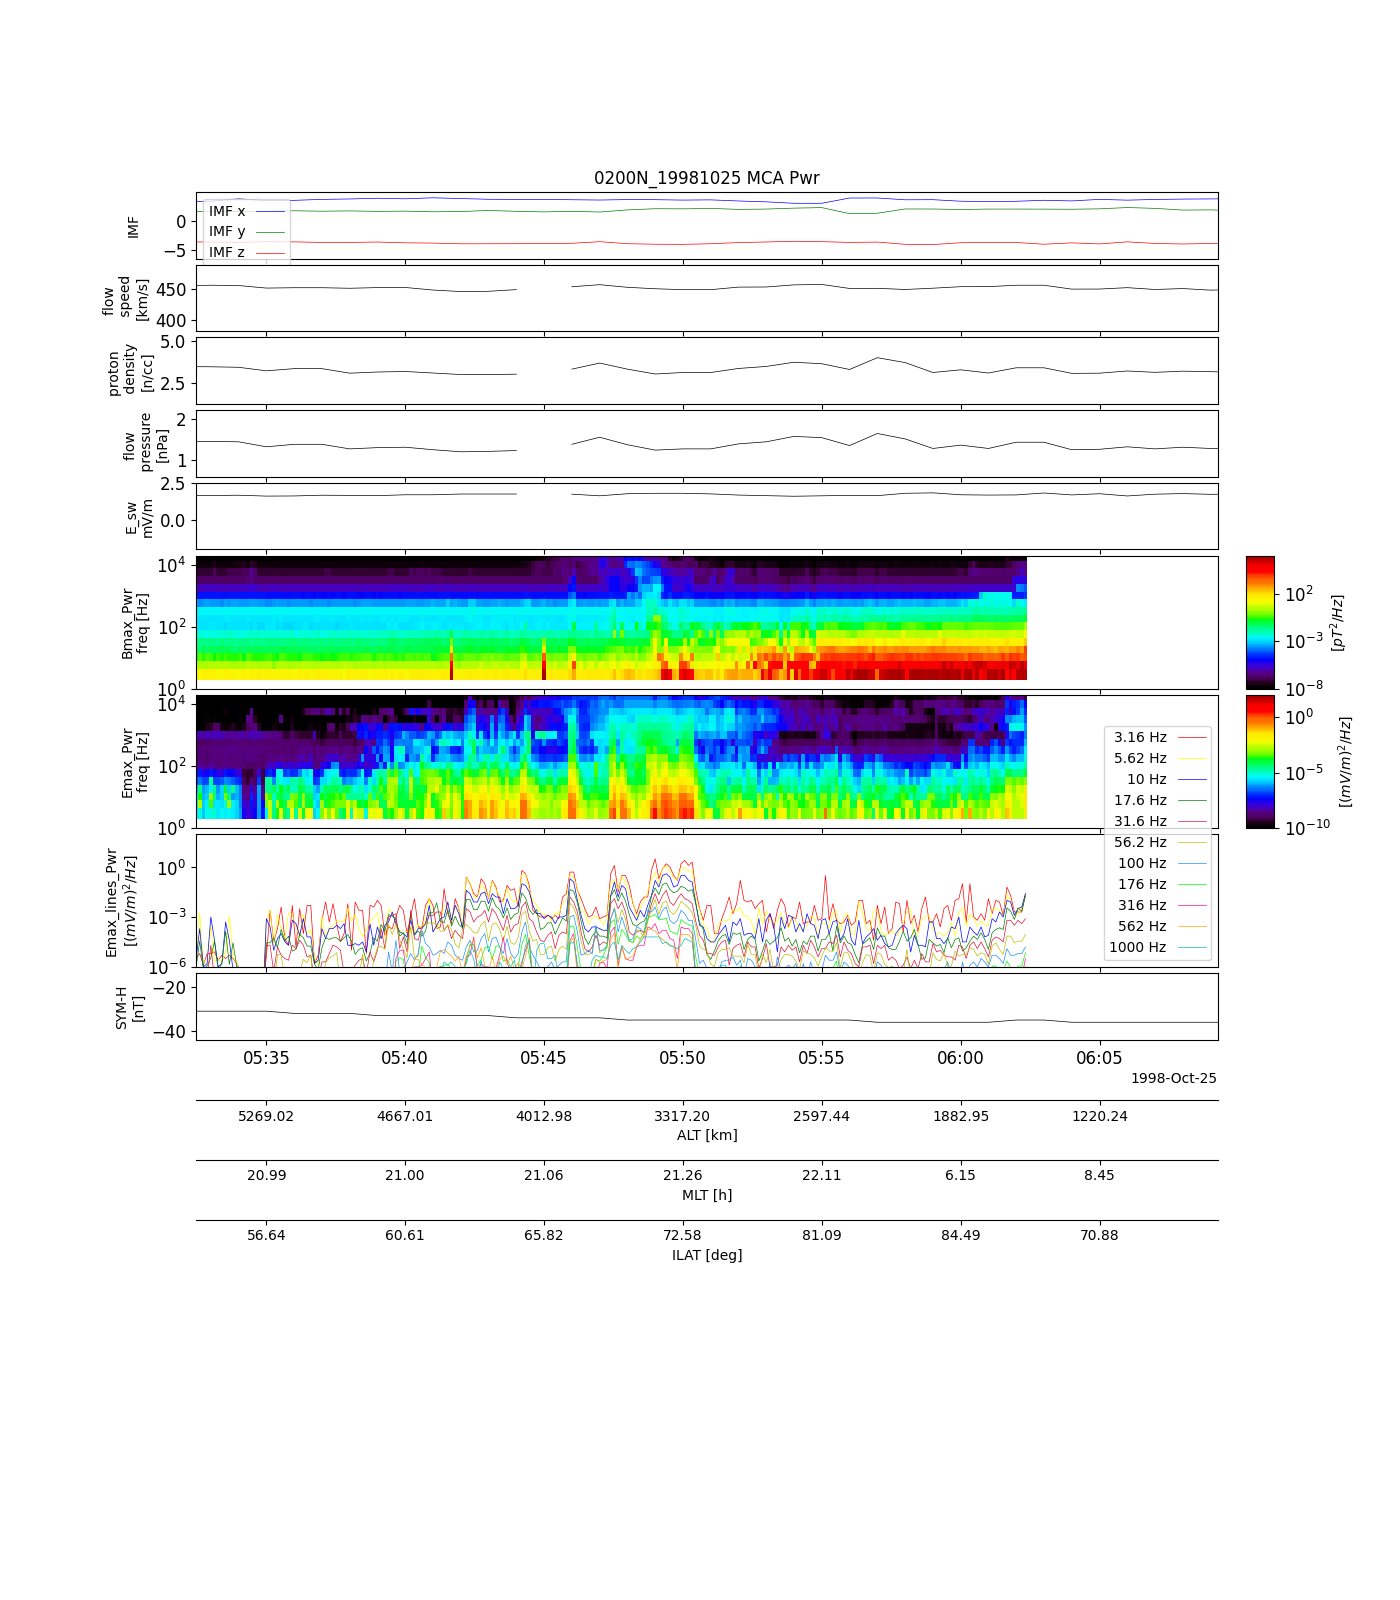 0200N_19981025 MCA Pwr
IMF
0
−5
IMF x
IMF y
IMF z
flow
speed
[km/s]
450
400
proton
density
[n/cc]
5.0
2.5
flow
pressure
[nPa]
2
1
E_sw
mV/m
2.5
0.0
Bmax_Pwr
freq [Hz]
10^4
10^2
10^0
10^2
10^−3
10^−8
[pT^2/Hz]
Emax_Pwr
freq [Hz]
10^4
10^2
10^0
10^0
10^−5
10^−10
[(mV/m)^2/Hz]
3.16 Hz
5.62 Hz
10 Hz
17.6 Hz
31.6 Hz
56.2 Hz
100 Hz
176 Hz
316 Hz
562 Hz
1000 Hz
Emax_lines_Pwr
[(mV/m)^2/Hz]
10^0
10^−3
10^−6
SYM-H
[nT]
−20
−40
05:35 05:40 05:45 05:50 05:55 06:00 06:05
1998-Oct-25
5269.02 4667.01 4012.98 3317.20 2597.44 1882.95 1220.24
ALT [km]
20.99 21.00 21.06 21.26 22.11 6.15 8.45
MLT [h]
56.64 60.61 65.82 72.58 81.09 84.49 70.88
ILAT [deg]